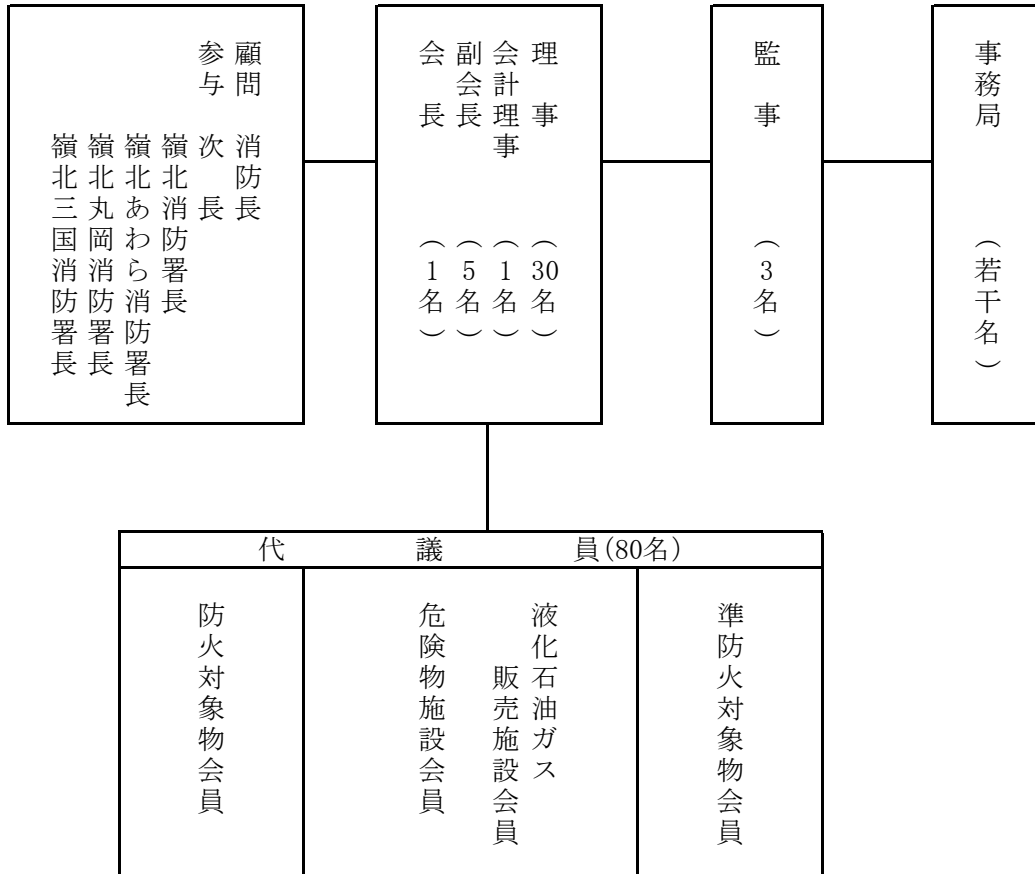 顧問　消防長
参与　次　長
嶺北消防署長
嶺北あわら消防署長
嶺北丸岡消防署長
嶺北三国消防署長
理　事　（30名）
会計理事　（1名）
副会長　（5名）
会　長　（1名）
監　事　（3名）
事務局　（若干名）
代　議　員(80名)
防火対象物会員
液化石油ガス
販売施設会員
危険物施設会員
準防火対象物会員